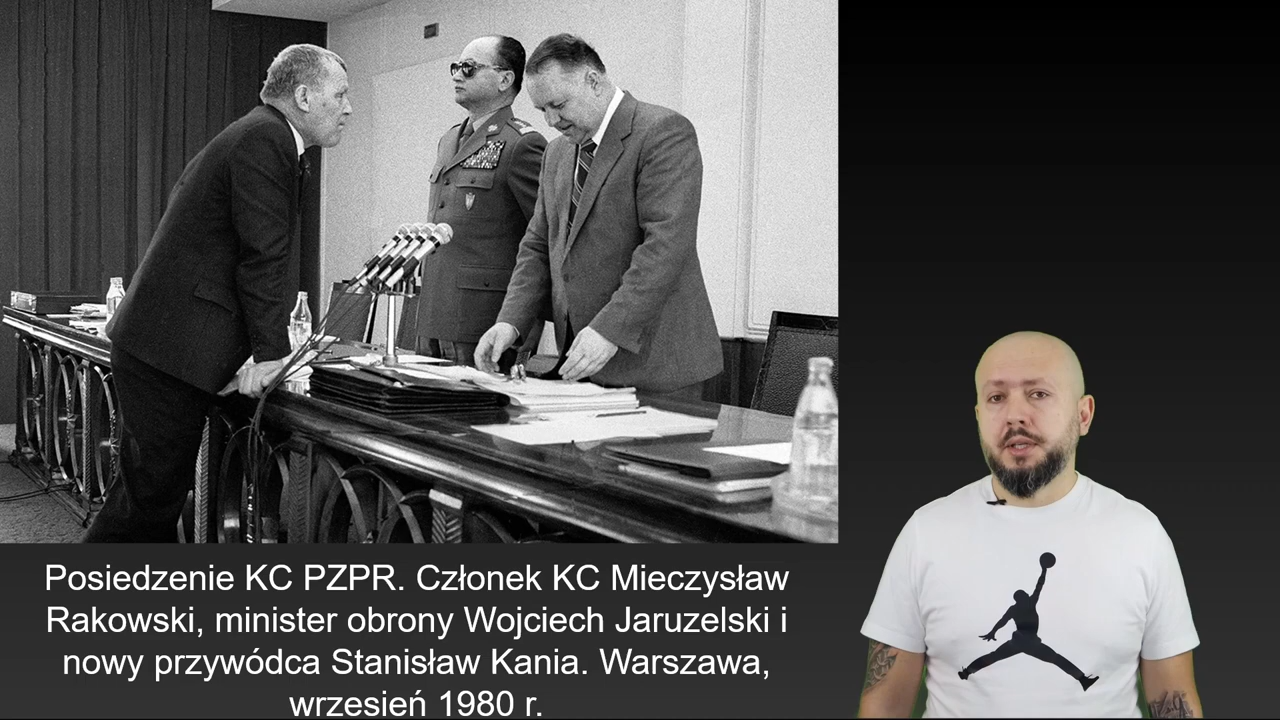 Posiedzenie KC PZPR. Członek KC Mieczysław
Rakowski, minister obrony Wojciech Jaruzelski i
nowy przywódca Stanisław Kania. Warszawa,
wrzesień 1980 r.